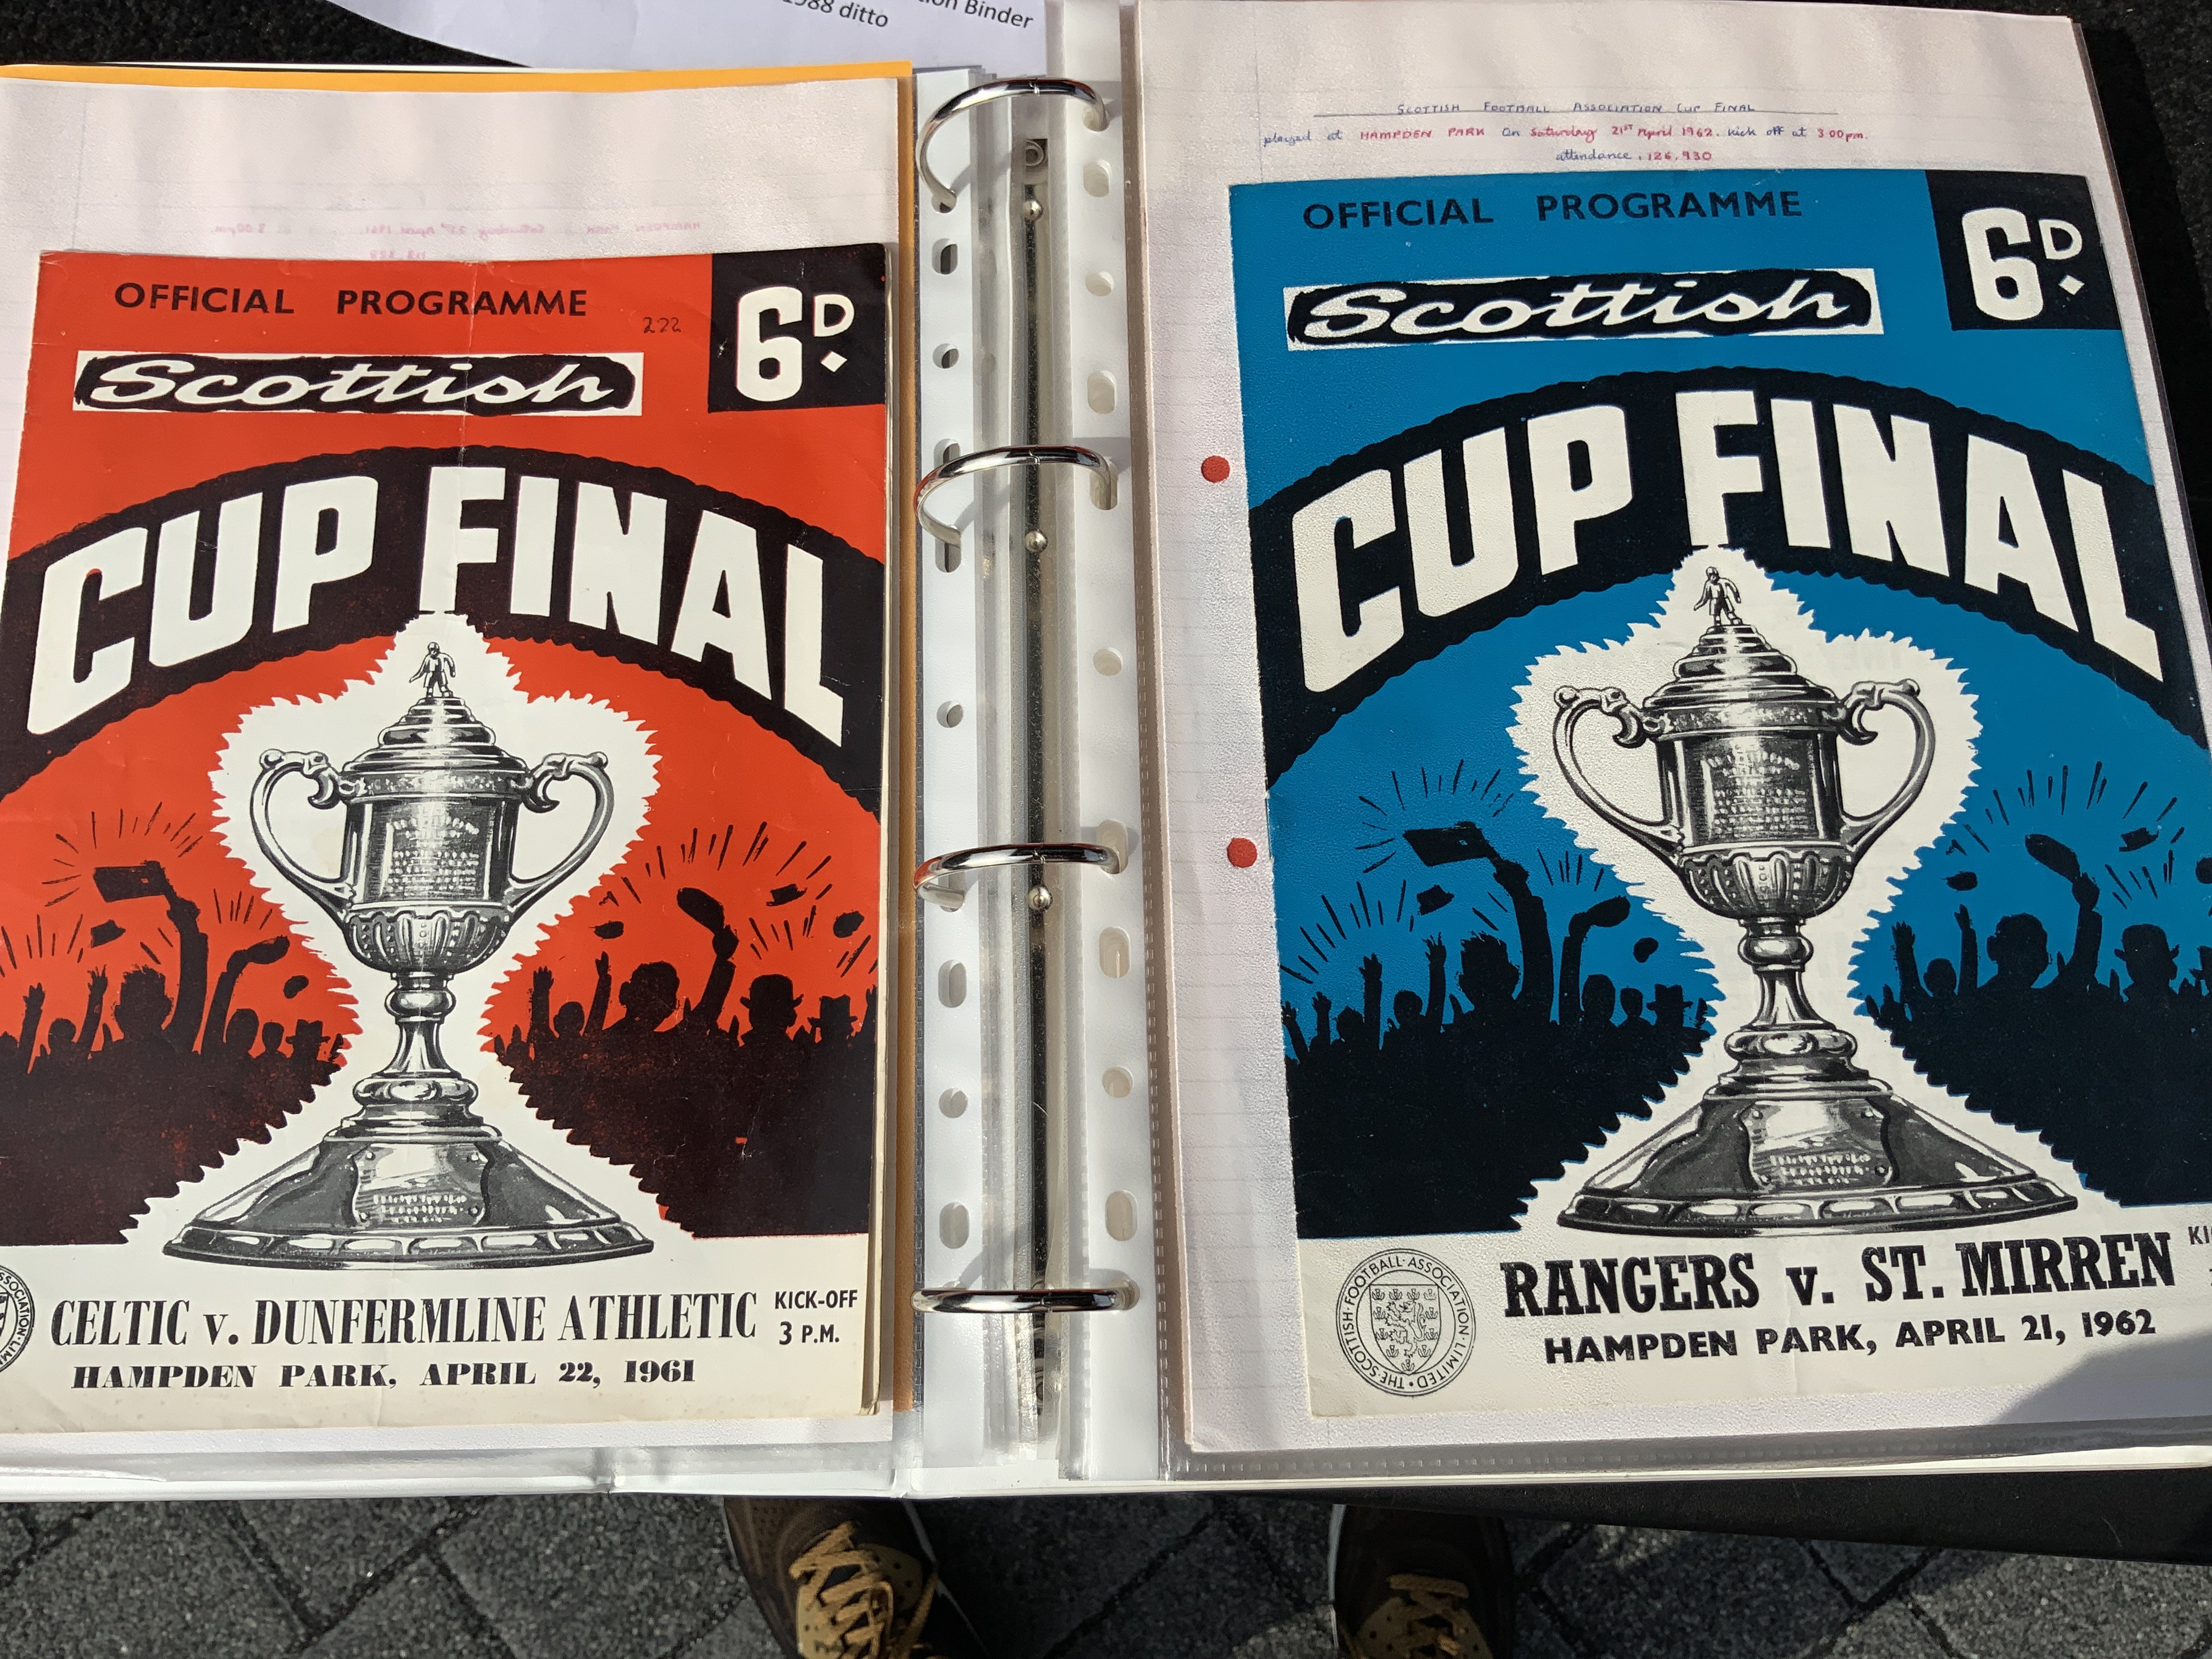 ion Binder
1988 ditto
OFFICIAL PROGRAMME
222
6D.
Scottish
CUP FINAL
CELTIC v. DUNFERMLINE ATHLETIC
KICK-OFF
3 P.M.
HAMPDEN PARK, APRIL 22, 1961
SCOTTISH FOOTBALL ASSOCIATION CUP FINAL
played at HAMPDEN PARK on Saturday 21ST April 1962. kick off at 3 00pm.
attendance, 126,930
OFFICIAL PROGRAMME
6D.
Scottish
CUP FINAL
THE SCOTTISH FOOTBALL ASSOCIATION LIMITED
RANGERS v. ST. MIRREN
HAMPDEN PARK, APRIL 21, 1962